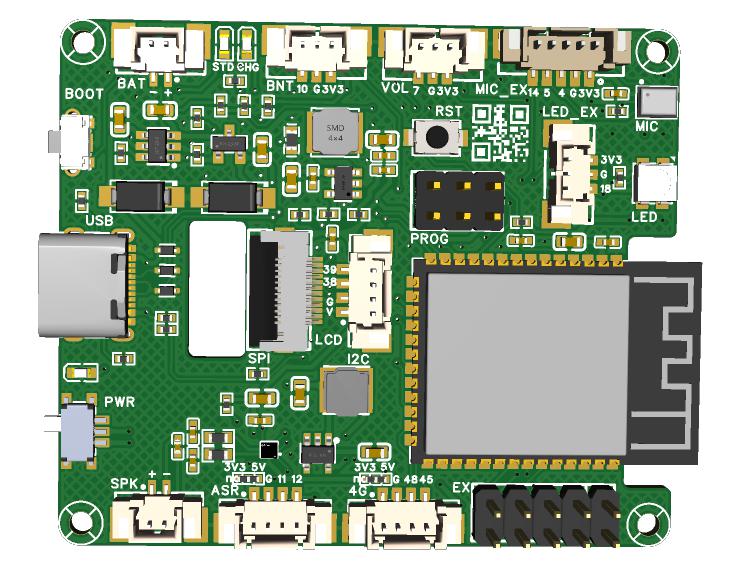 STD CHG
BAT
- +
BNT 10 G3V3
VOL 7 G3V3
MIC_EX 14 5 4 G3V3
BOOT
RST
LED_EX
MIC
SMD
4x4
3V3
G
18
LED
USB
PROG
39
38
G
V
LCD
SPI
I2C
PWR
+ -
SPK
3V3 5V
ASR G 11 12
3V3 5V
4G G 48 45
EX